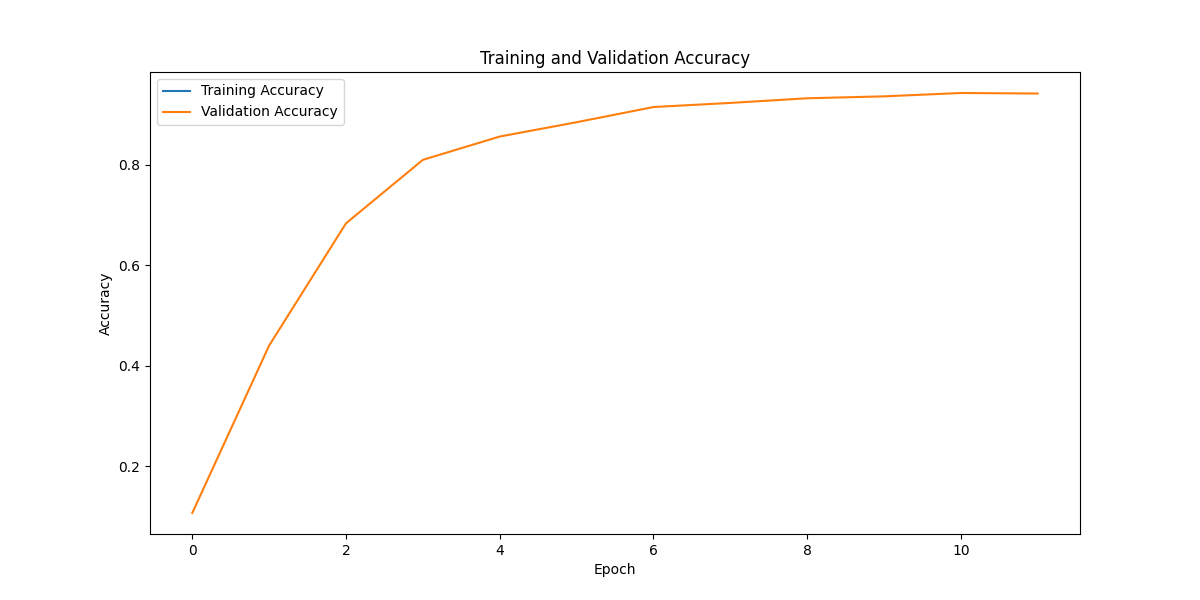 Training and Validation Accuracy
Training Accuracy
Validation Accuracy
0.8
0.6
0.4
0.2
Accuracy
0 2 4 6 8 10
Epoch